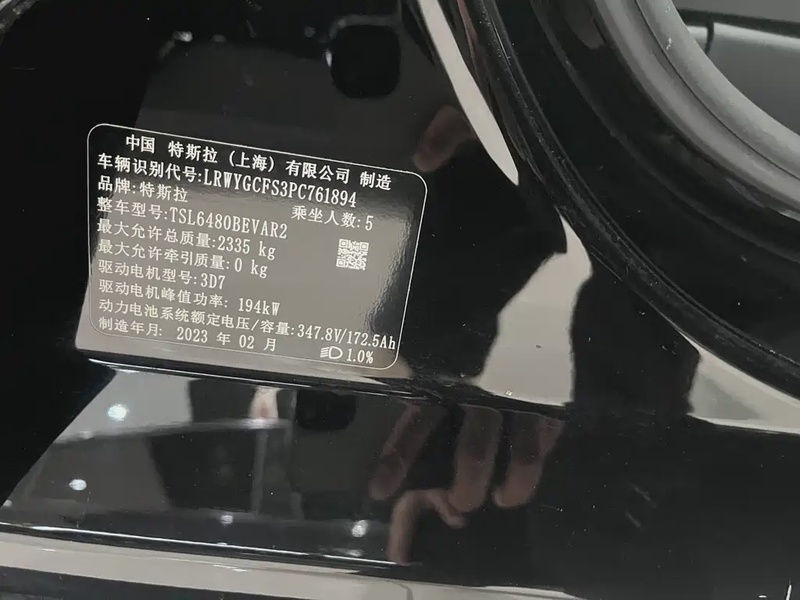 中国 特斯拉（上海）有限公司 制造
车辆识别代号:LRWYGCFS3PC761894
品牌:特斯拉 乘坐人数:5
整车型号:TSL6480BEVAR2
最大允许总质量:2335 kg
最大允许牵引质量:0 kg
驱动电机型号:3D7
驱动电机峰值功率: 194kW
动力电池系统额定电压/容量:347.8V/172.5Ah
制造年月: 2023 年 02 月 1.0%